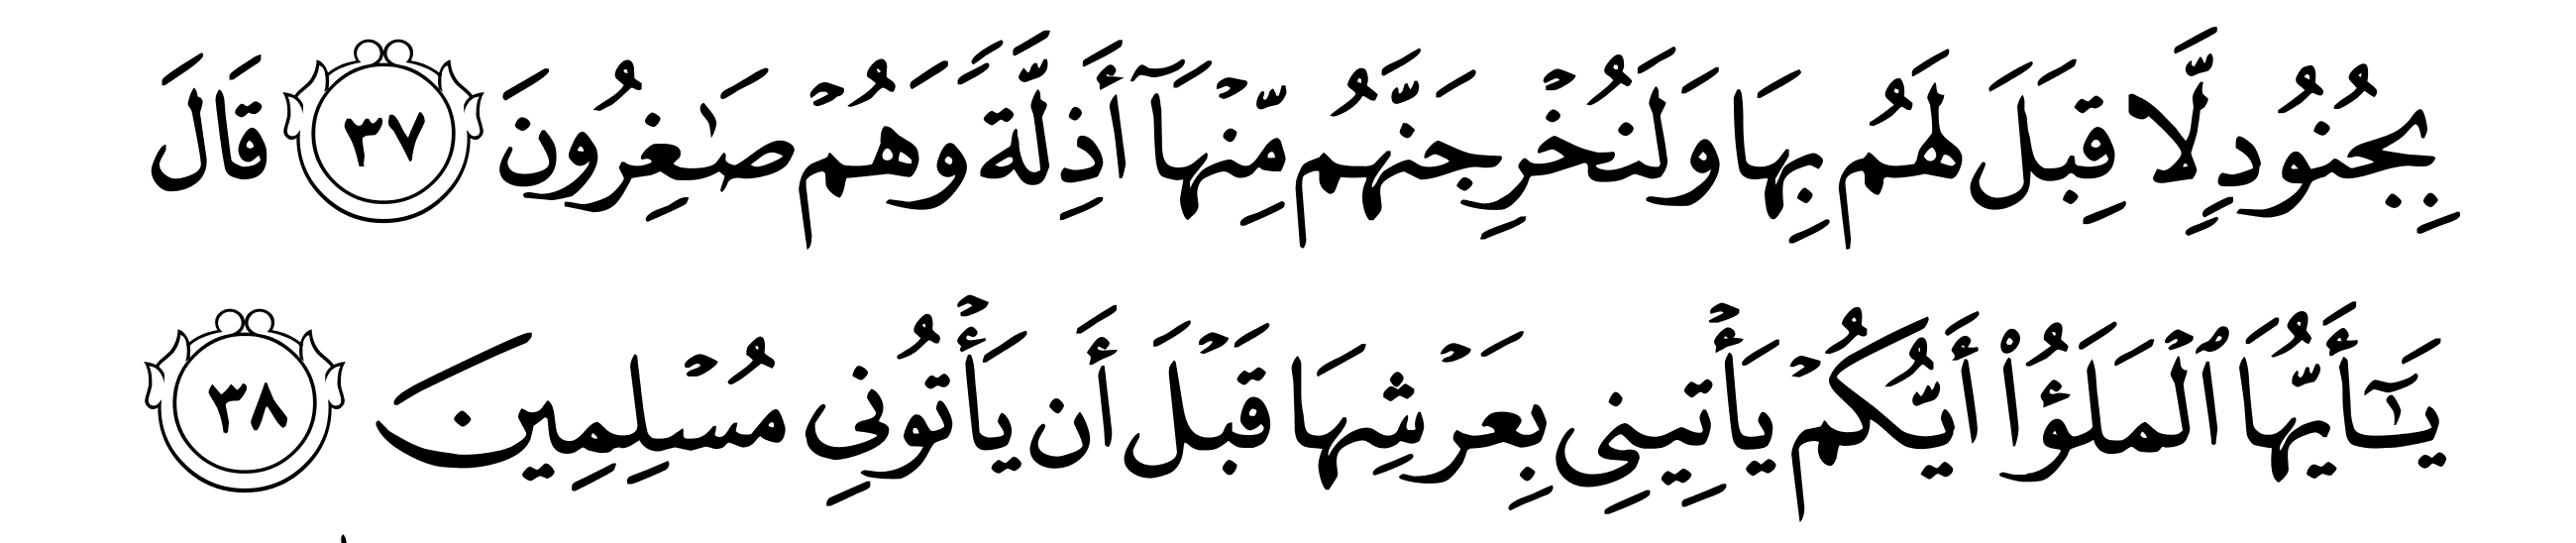 بِجُنُودٖ لَّا قِبَلَ لَهُم بِهَا وَلَنُخۡرِجَنَّهُم مِّنۡهَآ أَذِلَّةٗ وَهُمۡ صَٰغِرُونَ ٣٧ قَالَ
يَٰٓأَيُّهَا ٱلۡمَلَؤُاْ أَيُّكُمۡ يَأۡتِينِي بِعَرۡشِهَا قَبۡلَ أَن يَأۡتُونِي مُسۡلِمِينَ ٣٨